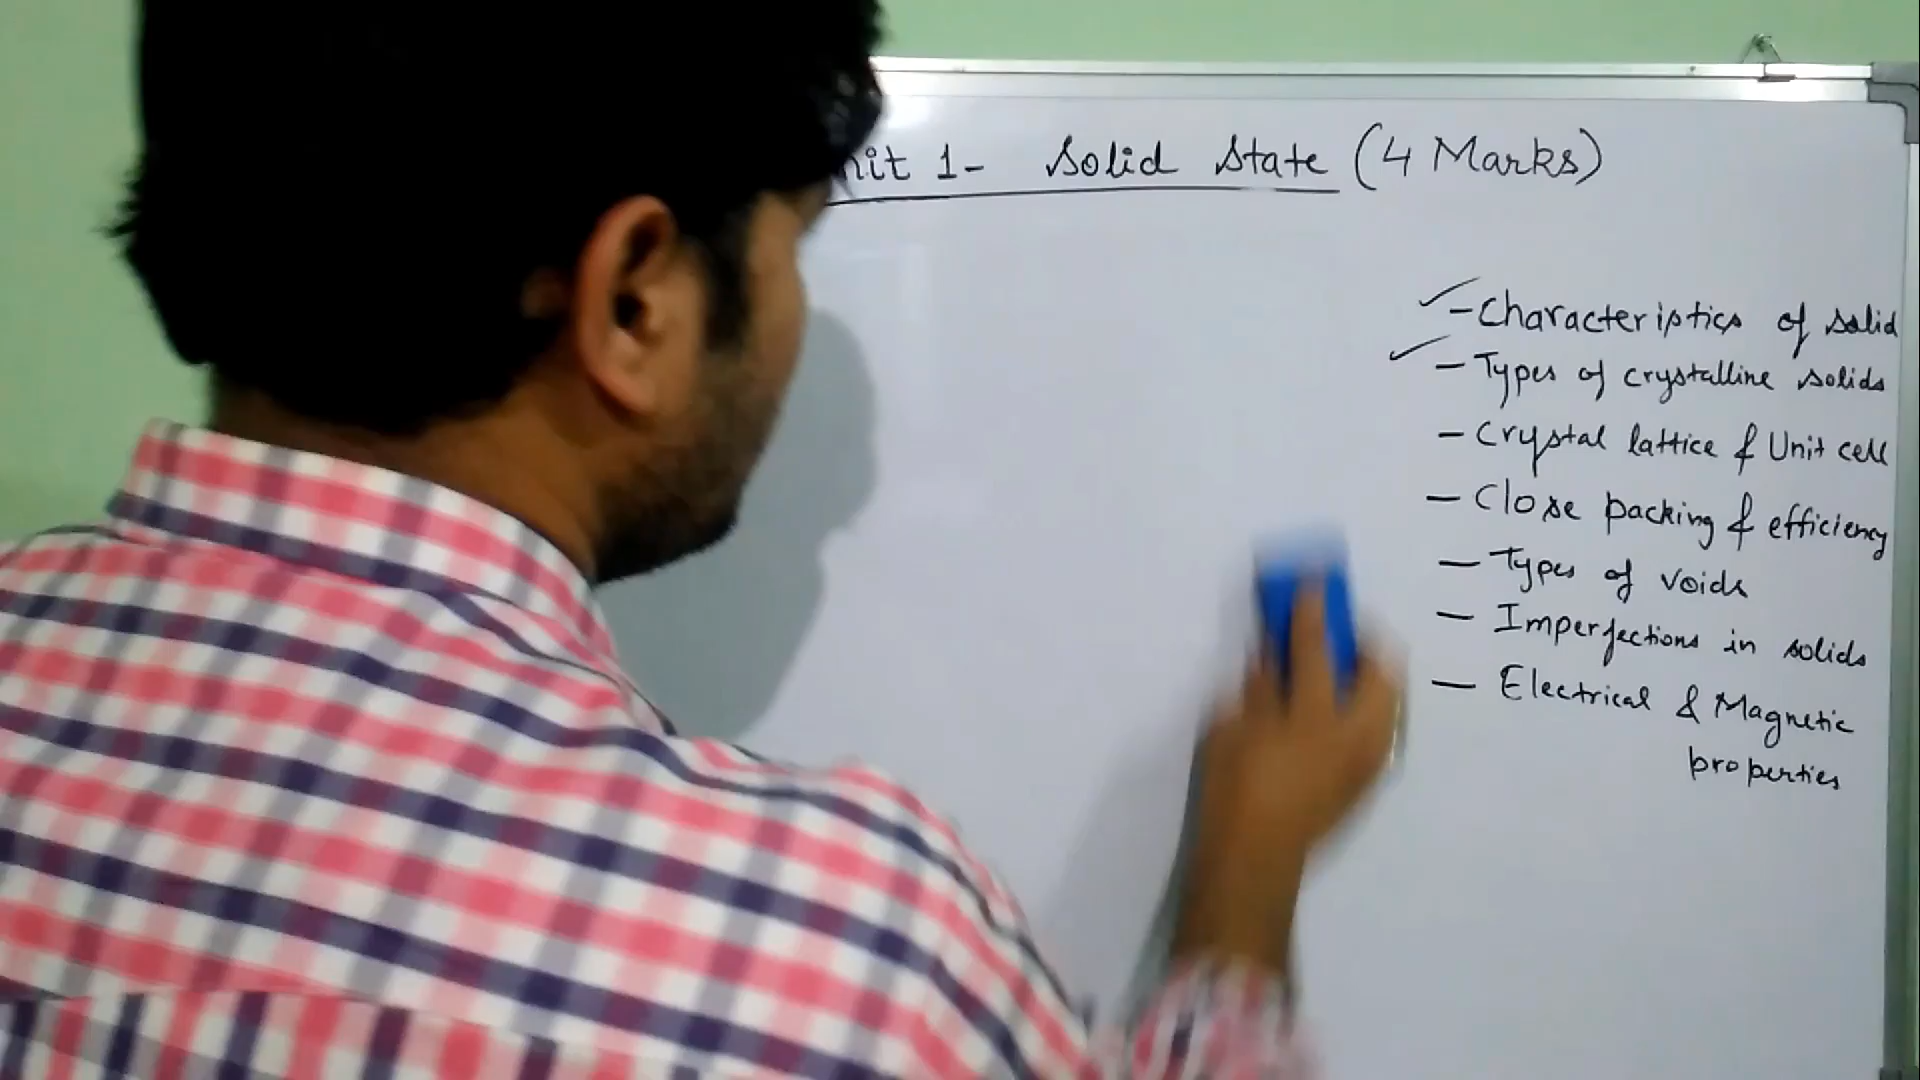 nit 1- Solid State (4 Marks)
- Characteristics of solid
- Types of crystalline solids
- Crystal lattice & Unit cell
- Close packing & efficiency
- Types of voids
- Imperfections in solids
- Electrical & Magnetic
properties